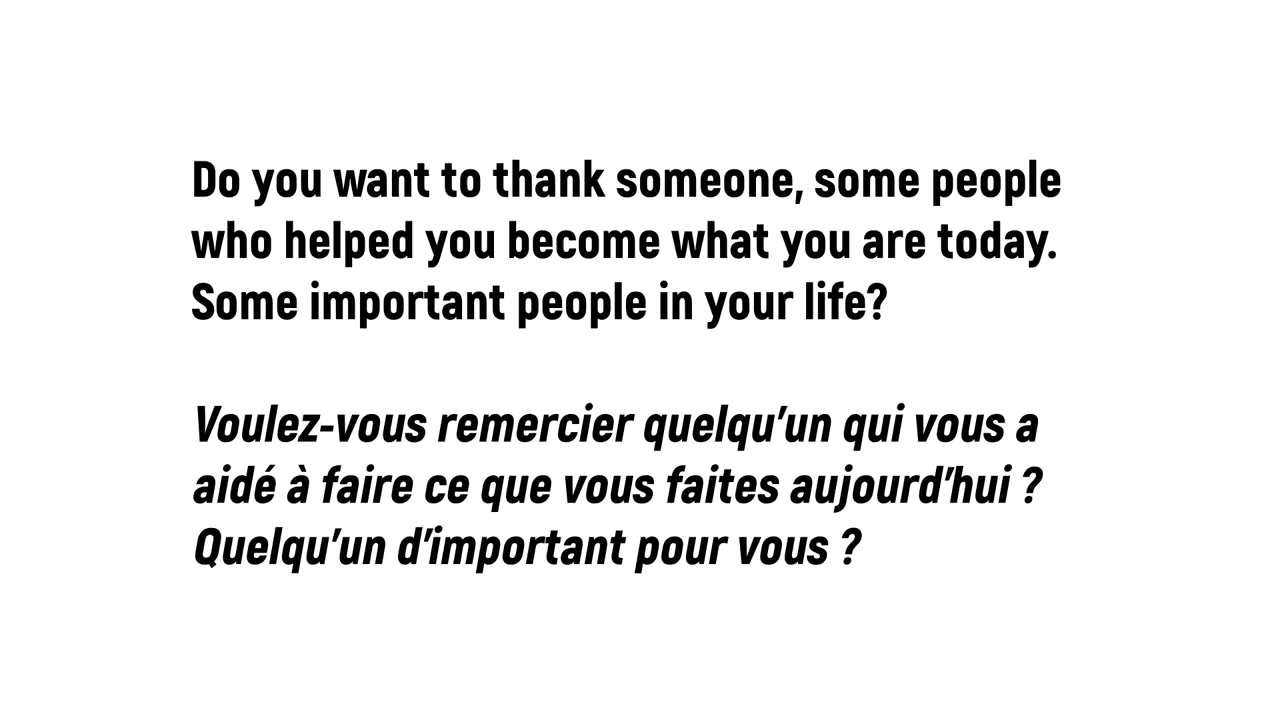 Do you want to thank someone, some people
who helped you become what you are today.
Some important people in your life?
Voulez-vous remercier quelqu’un qui vous a
aidé à faire ce que vous faites aujourd’hui ?
Quelqu’un d’important pour vous ?